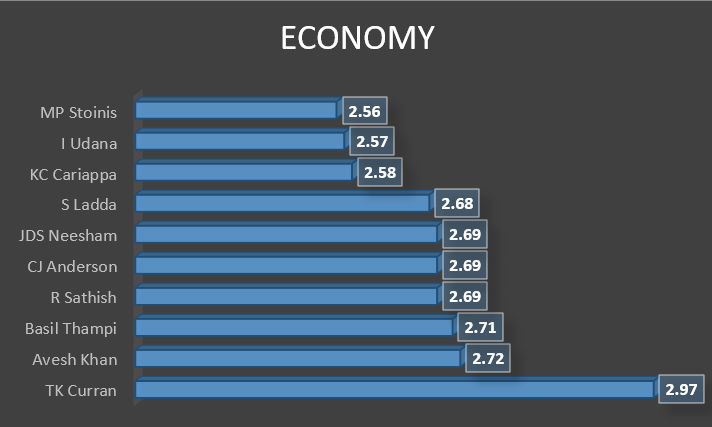 ECONOMY
MP Stoinis 2.56
I Udana 2.57
KC Cariappa 2.58
S Ladda 2.68
JDS Neesham 2.69
CJ Anderson 2.69
R Sathish 2.69
Basil Thampi 2.71
Avesh Khan 2.72
TK Curran 2.97